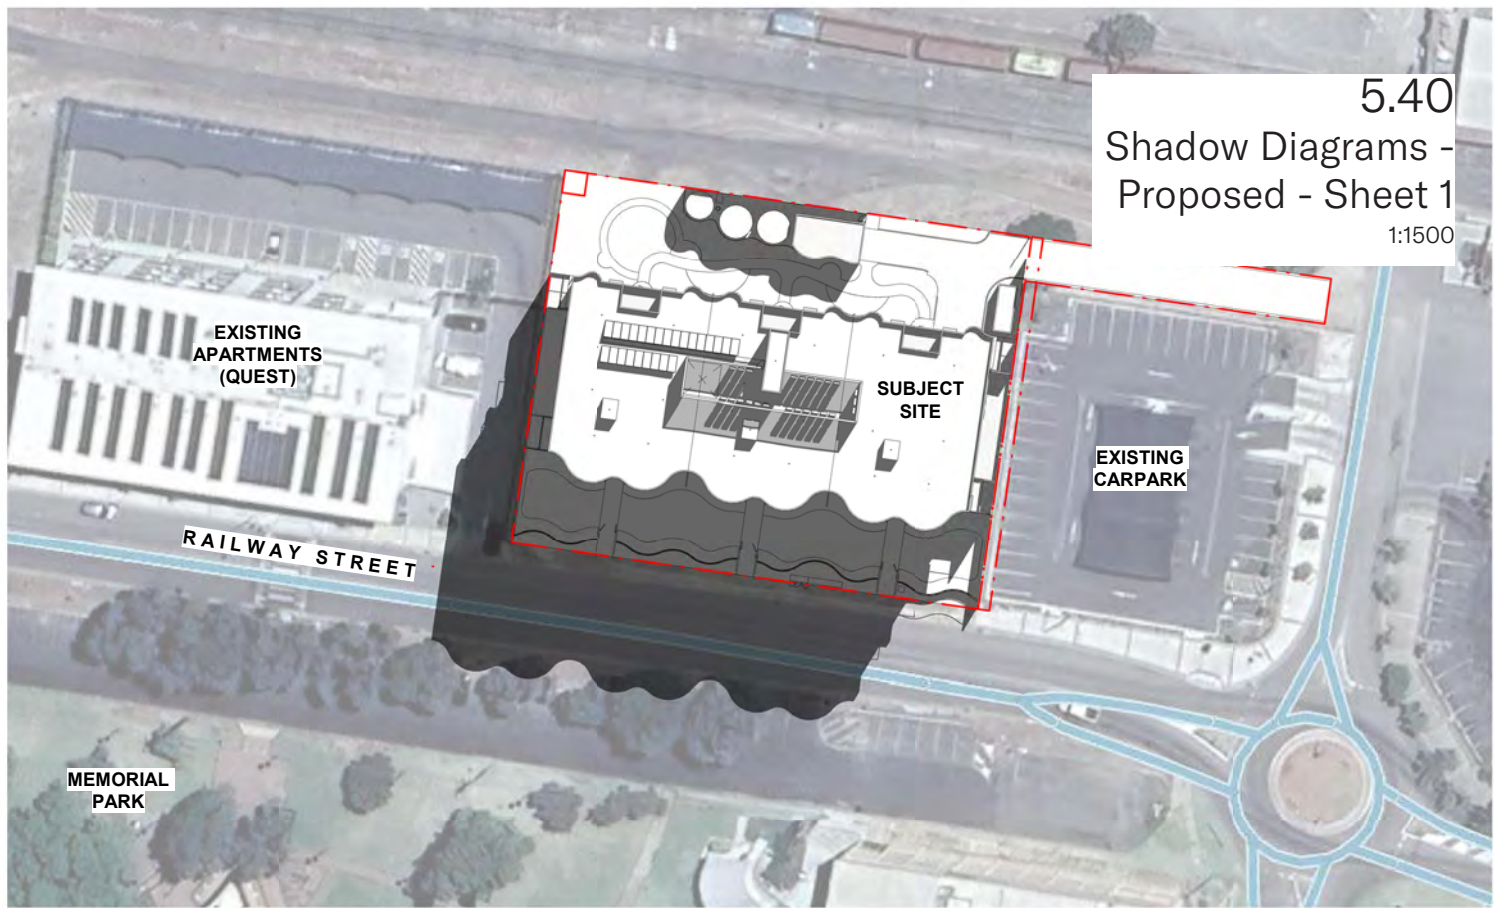 5.40
Shadow Diagrams -
Proposed - Sheet 1
1:1500
EXISTING
APARTMENTS
(QUEST)
SUBJECT
SITE
EXISTING
CARPARK
RAILWAY STREET
MEMORIAL
PARK